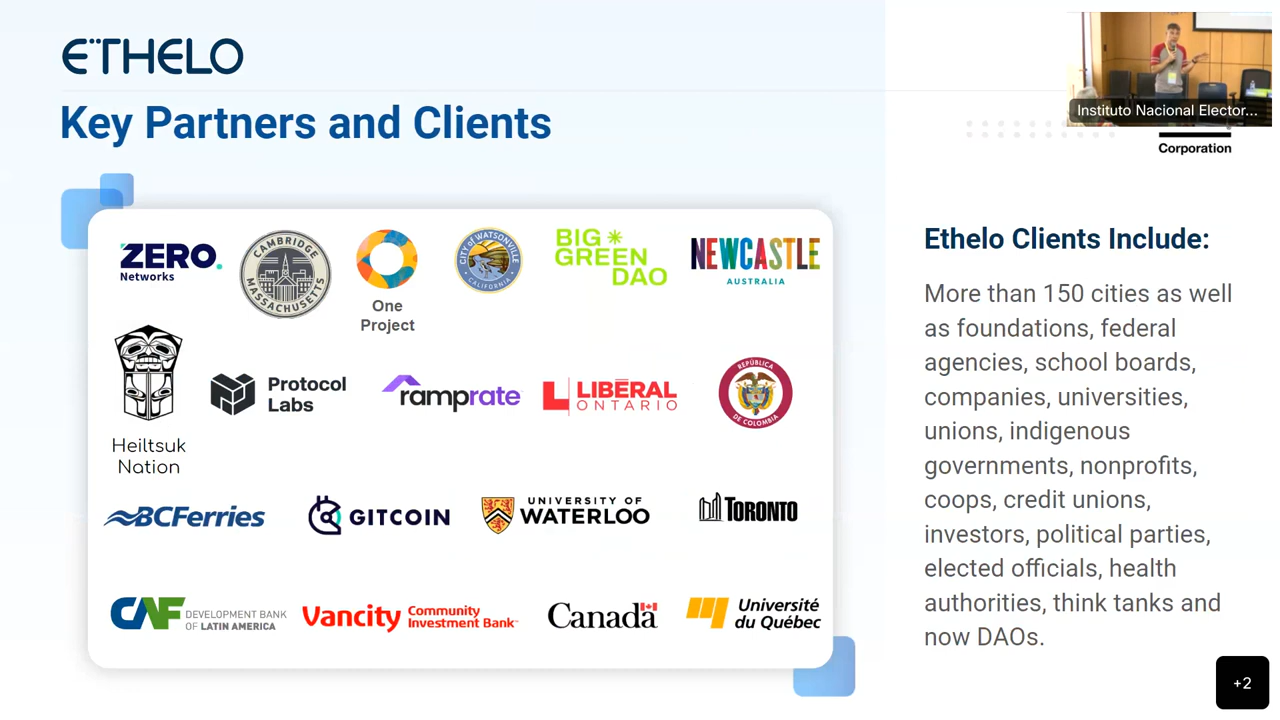 ETHELO
Key Partners and Clients
Instituto Nacional Elector...
Corporation
ZERO.
Networks
CAMBRIDGE
MASSACHUSETTS
One
Project
CITY OF WATSONVILLE
CALIFORNIA
BIG
GREEN
DAO
NEWCASTLE
AUSTRALIA
Heiltsuk
Nation
Protocol
Labs
ramprate
LIBÉRAL
ONTARIO
REPÚBLICA
DE COLOMBIA
BCFerries
GITCOIN
UNIVERSITY OF
WATERLOO
TORONTO
CAF
DEVELOPMENT BANK
OF LATIN AMERICA
Vancity
Community
Investment Bank
Canada
Université
du Québec
Ethelo Clients Include:
More than 150 cities as well
as foundations, federal
agencies, school boards,
companies, universities,
unions, indigenous
governments, nonprofits,
coops, credit unions,
investors, political parties,
elected officials, health
authorities, think tanks and
now DAOs.
+2